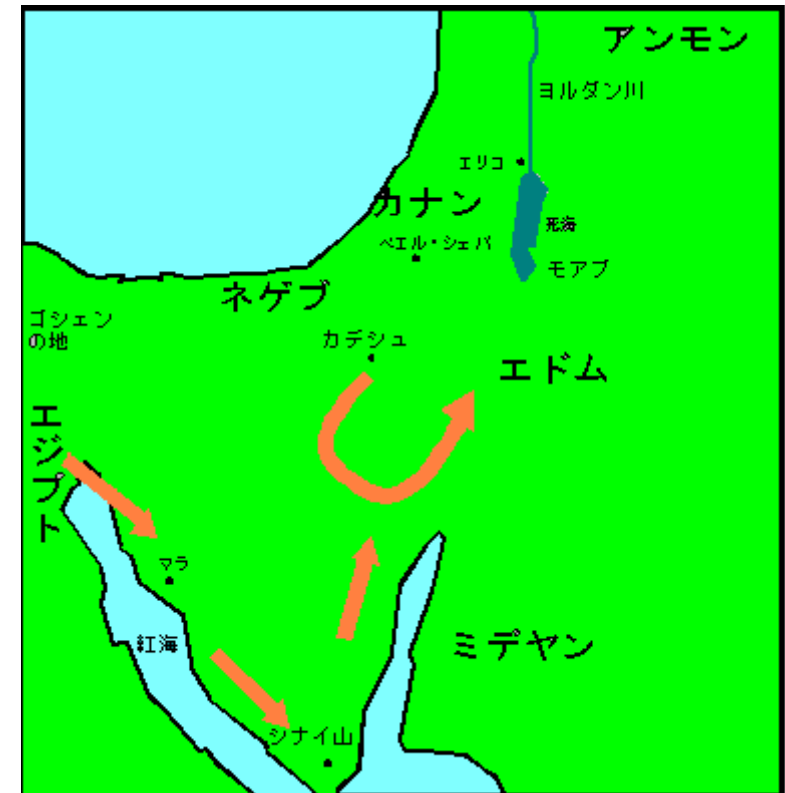 アンモン
ヨルダン川
エリコ
カナン
死海
ベエル・シェバ
モアブ
ネゲブ
ゴシェン
の地
カデシュ
エドム
エジプト
マラ
紅海
ミデヤン
シナイ山